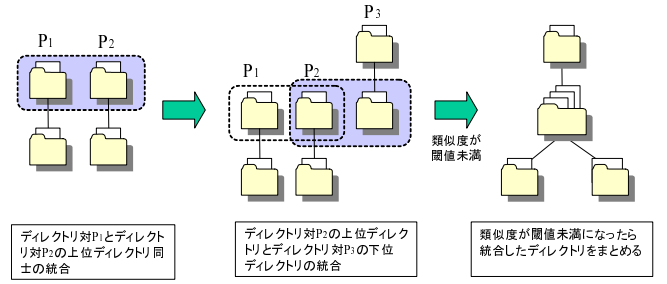 P1
P2
P1
P2
P3
類似度が
閾値未満
ディレクトリ対P1とディレクト
リ対P2の上位ディレクトリ同
士の統合
ディレクトリ対P2の上位ディレク
トリとディレクトリ対P3の下位
ディレクトリの統合
類似度が閾値未満になったら
統合したディレクトリをまとめる